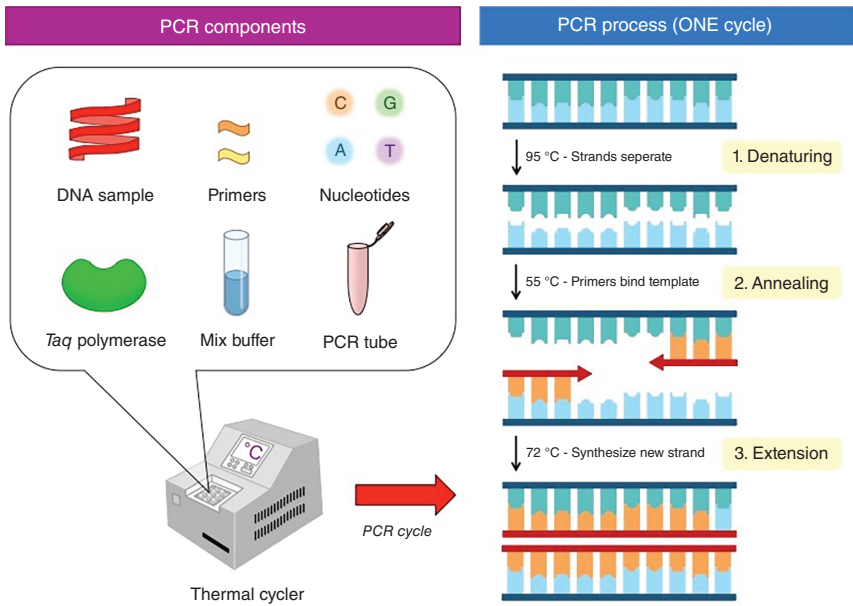 PCR components
C
G
A
T
DNA sample
Primers
Nucleotides
Taq polymerase
Mix buffer
PCR tube
°C
Thermal cycler
PCR cycle
PCR process (ONE cycle)
95 °C - Strands seperate
1. Denaturing
55 °C - Primers bind template
2. Annealing
72 °C - Synthesize new strand
3. Extension